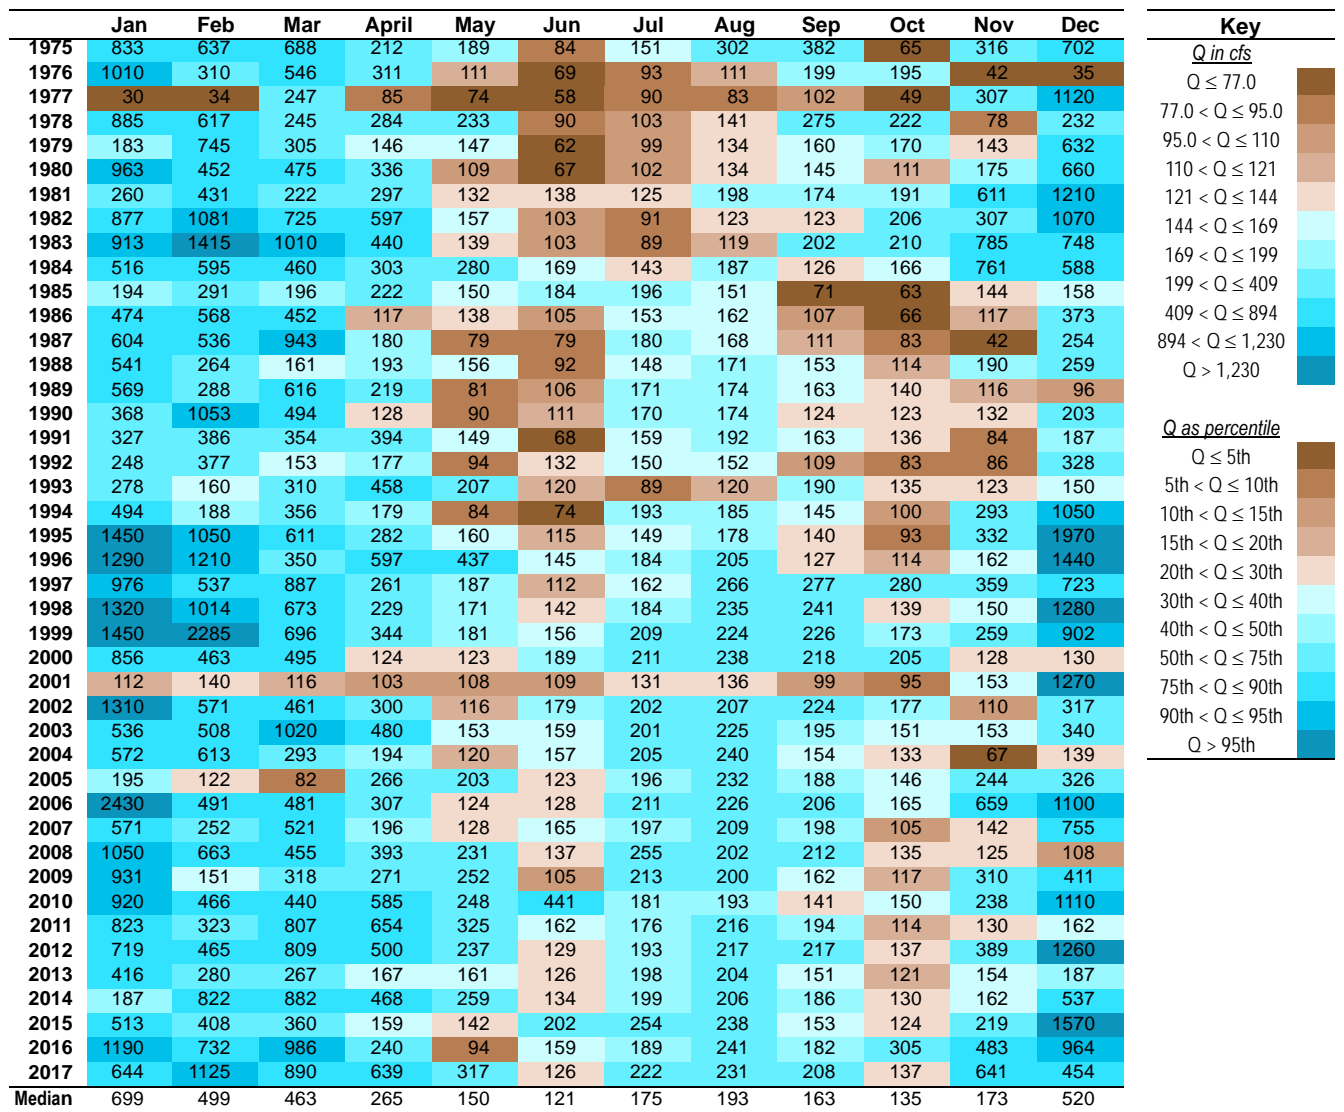 Jan Feb Mar April May Jun Jul Aug Sep Oct Nov Dec
1975 833 637 688 212 189 84 151 302 382 65 316 702
1976 1010 310 546 311 111 69 93 111 199 195 42 35
1977 30 34 247 85 74 58 90 83 102 49 307 1120
1978 885 617 245 284 233 90 103 141 275 222 78 232
1979 183 745 305 146 147 62 99 134 160 170 143 632
1980 963 452 475 336 109 67 102 134 145 111 175 660
1981 260 431 222 297 132 138 125 198 174 191 611 1210
1982 877 1081 725 597 157 103 91 123 123 206 307 1070
1983 913 1415 1010 440 139 103 89 119 202 210 785 748
1984 516 595 460 303 280 169 143 187 126 166 761 588
1985 194 291 196 222 150 184 196 151 71 63 144 158
1986 474 568 452 117 138 105 153 162 107 66 117 373
1987 604 536 943 180 79 79 180 168 111 83 42 254
1988 541 264 161 193 156 92 148 171 153 114 190 259
1989 569 288 616 219 81 106 171 174 163 140 116 96
1990 368 1053 494 128 90 111 170 174 124 123 132 203
1991 327 386 354 394 149 68 159 192 163 136 84 187
1992 248 377 153 177 94 132 150 152 109 83 86 328
1993 278 160 310 458 207 120 89 120 190 135 123 150
1994 494 188 356 179 84 74 193 185 145 100 293 1050
1995 1450 1050 611 282 160 115 149 178 140 93 332 1970
1996 1290 1210 350 597 437 145 184 205 127 114 162 1440
1997 976 537 887 261 187 112 162 266 277 280 359 723
1998 1320 1014 673 229 171 142 184 235 241 139 150 1280
1999 1450 2285 696 344 181 156 209 224 226 173 259 902
2000 856 463 495 124 123 189 211 238 218 205 128 130
2001 112 140 116 103 108 109 131 136 99 95 153 1270
2002 1310 571 461 300 116 179 202 207 224 177 110 317
2003 536 508 1020 480 153 159 201 225 195 151 153 340
2004 572 613 293 194 120 157 205 240 154 133 67 139
2005 195 122 82 266 203 123 196 232 188 146 244 326
2006 2430 491 481 307 124 128 211 226 206 165 659 1100
2007 571 252 521 196 128 165 197 209 198 105 142 755
2008 1050 663 455 393 231 137 255 202 212 135 125 108
2009 931 151 318 271 252 105 213 200 162 117 310 411
2010 920 466 440 585 248 441 181 193 141 150 238 1110
2011 823 323 807 654 325 162 176 216 194 114 130 162
2012 719 465 809 500 237 129 193 217 217 137 389 1260
2013 416 280 267 167 161 126 198 204 151 121 154 187
2014 187 822 882 468 259 134 199 206 186 130 162 537
2015 513 408 360 159 142 202 254 238 153 124 219 1570
2016 1190 732 986 240 94 159 189 241 182 305 483 964
2017 644 1125 890 639 317 126 222 231 208 137 641 454
Median 699 499 463 265 150 121 175 193 163 135 173 520
Key
Q in cfs
Q ≤ 77.0
77.0 < Q ≤ 95.0
95.0 < Q ≤ 110
110 < Q ≤ 121
121 < Q ≤ 144
144 < Q ≤ 169
169 < Q ≤ 199
199 < Q ≤ 409
409 < Q ≤ 894
894 < Q ≤ 1,230
Q > 1,230
Q as percentile
Q ≤ 5th
5th < Q ≤ 10th
10th < Q ≤ 15th
15th < Q ≤ 20th
20th < Q ≤ 30th
30th < Q ≤ 40th
40th < Q ≤ 50th
50th < Q ≤ 75th
75th < Q ≤ 90th
90th < Q ≤ 95th
Q > 95th